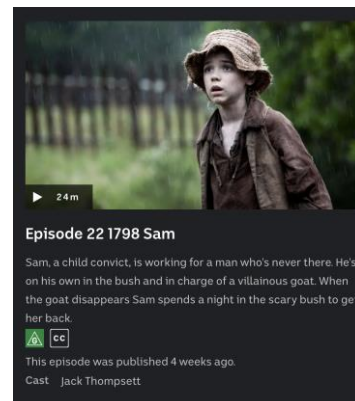 24m
Episode 22 1798 Sam
Sam, a child convict, is working for a man who's never there. He's
on his own in the bush and in charge of a villainous goat. When
the goat disappears Sam spends a night in the scary bush to ge
her back.
G CC
This episode was published 4 weeks ago.
Cast Jack Thompsett